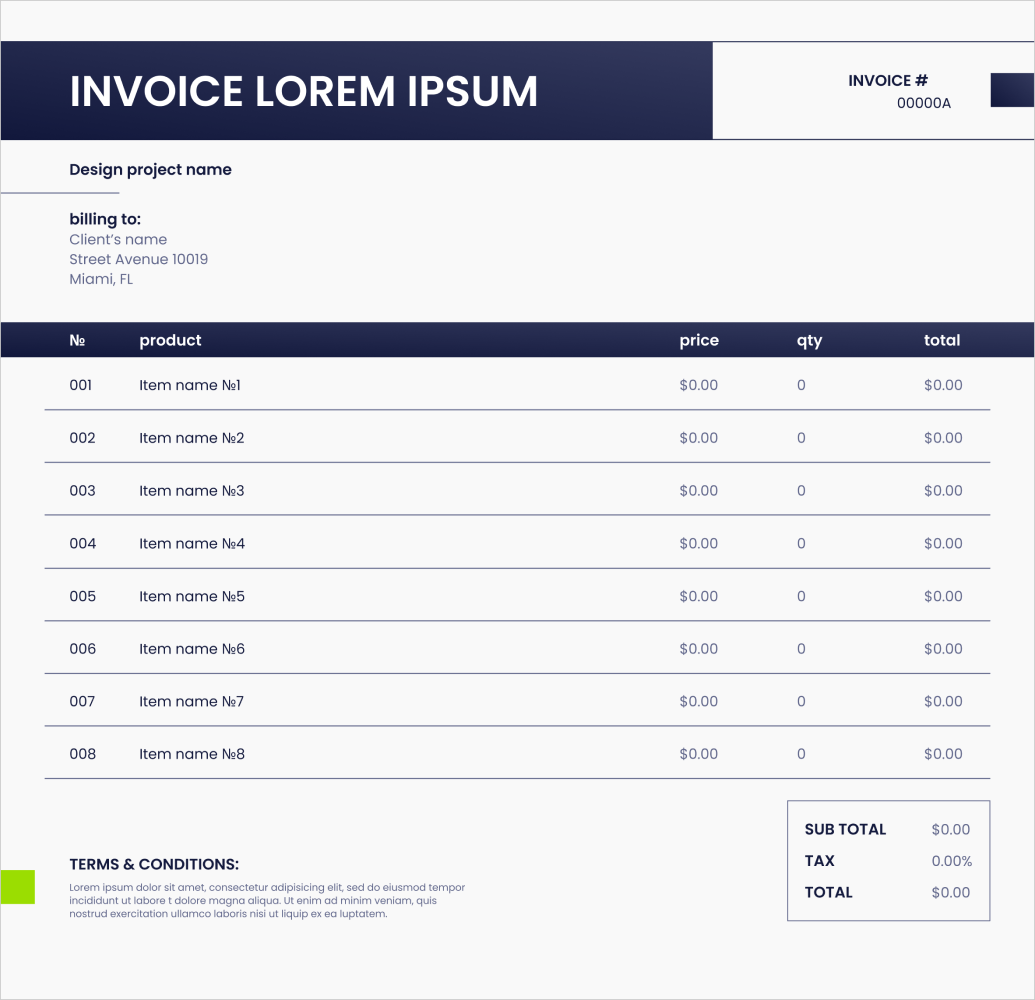 INVOICE LOREM IPSUM
INVOICE #
00000A
Design project name
billing to:
Client’s name
Street Avenue 10019
Miami, FL
№ product price qty total
001 Item name №1 $0.00 0 $0.00
002 Item name №2 $0.00 0 $0.00
003 Item name №3 $0.00 0 $0.00
004 Item name №4 $0.00 0 $0.00
005 Item name №5 $0.00 0 $0.00
006 Item name №6 $0.00 0 $0.00
007 Item name №7 $0.00 0 $0.00
008 Item name №8 $0.00 0 $0.00
SUB TOTAL $0.00
TAX 0.00%
TOTAL $0.00
TERMS & CONDITIONS:
Lorem ipsum dolor sit amet, consectetur adipisicing elit, sed do eiusmod tempor
incididunt ut labore t dolore magna aliqua. Ut enim ad minim veniam, quis
nostrud exercitation ullamco laboris nisi ut liquip ex ea luptatem.